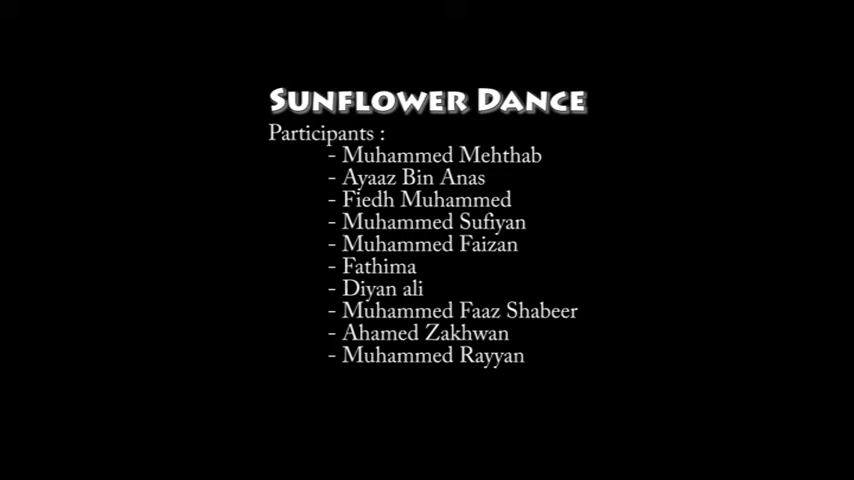 SUNFLOWER DANCE
Participants :
- Muhammed Mehthab
- Ayaaz Bin Anas
- Fiedh Muhammed
- Muhammed Sufiyan
- Muhammed Faizan
- Fathima
- Diyan ali
- Muhammed Faaz Shabeer
- Ahamed Zakhwan
- Muhammed Rayyan